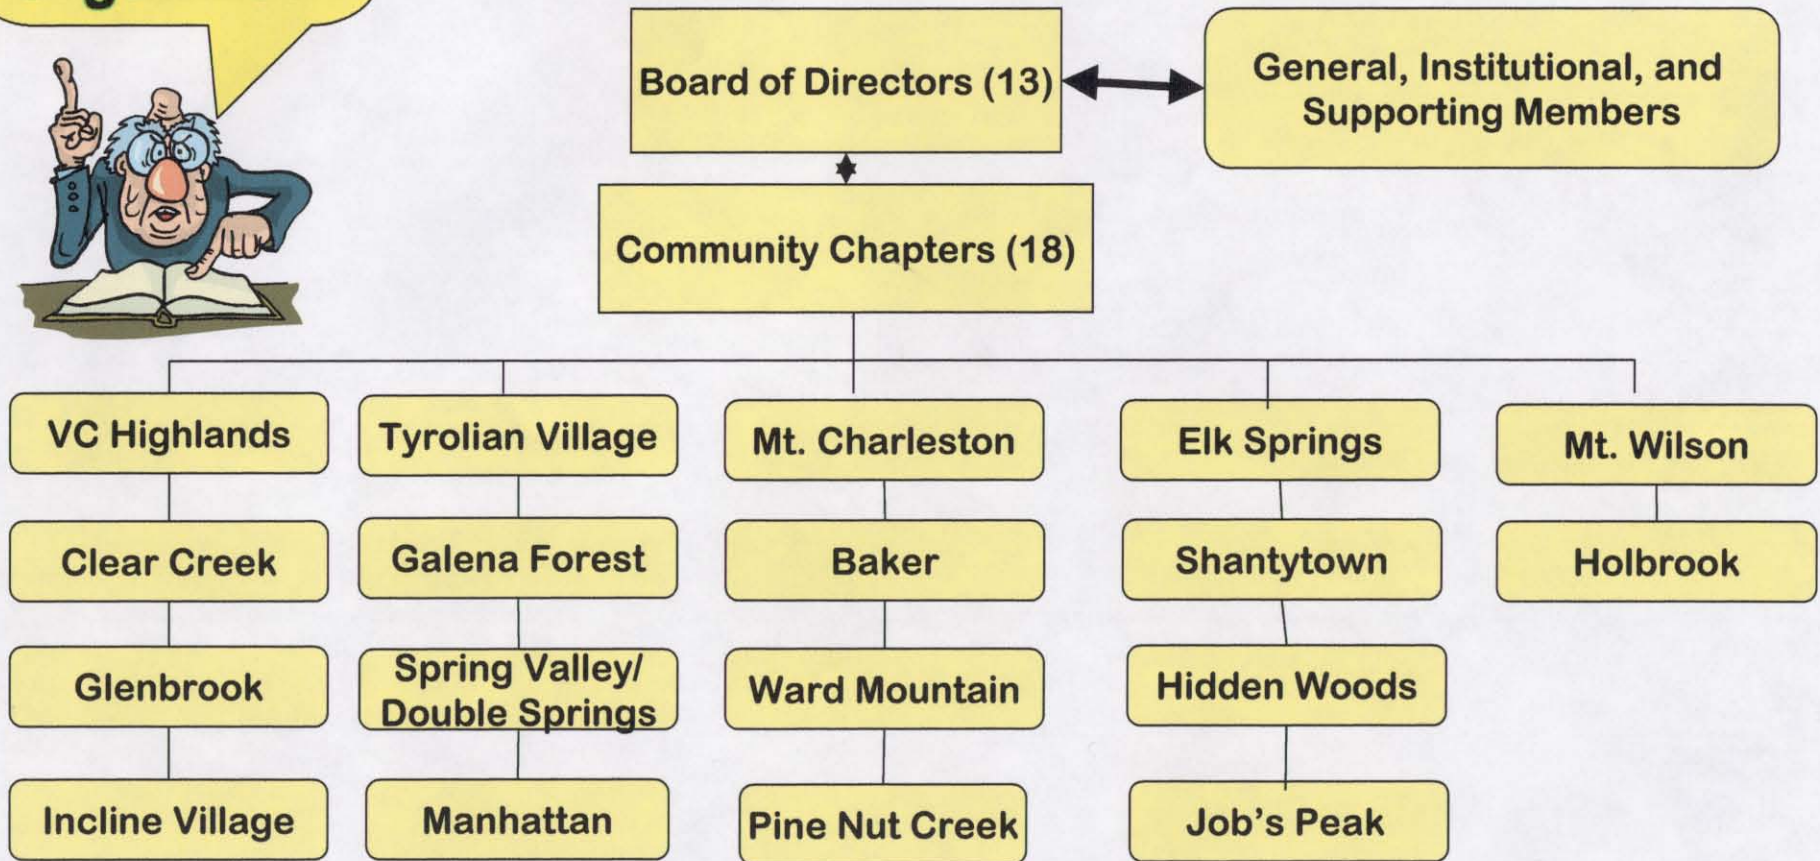 Board of Directors (13)
General, Institutional, and
Supporting Members
Community Chapters (18)
VC Highlands
Tyrolian Village
Mt. Charleston
Elk Springs
Mt. Wilson
Clear Creek
Galena Forest
Baker
Shantytown
Holbrook
Glenbrook
Spring Valley/
Double Springs
Ward Mountain
Hidden Woods
Incline Village
Manhattan
Pine Nut Creek
Job's Peak